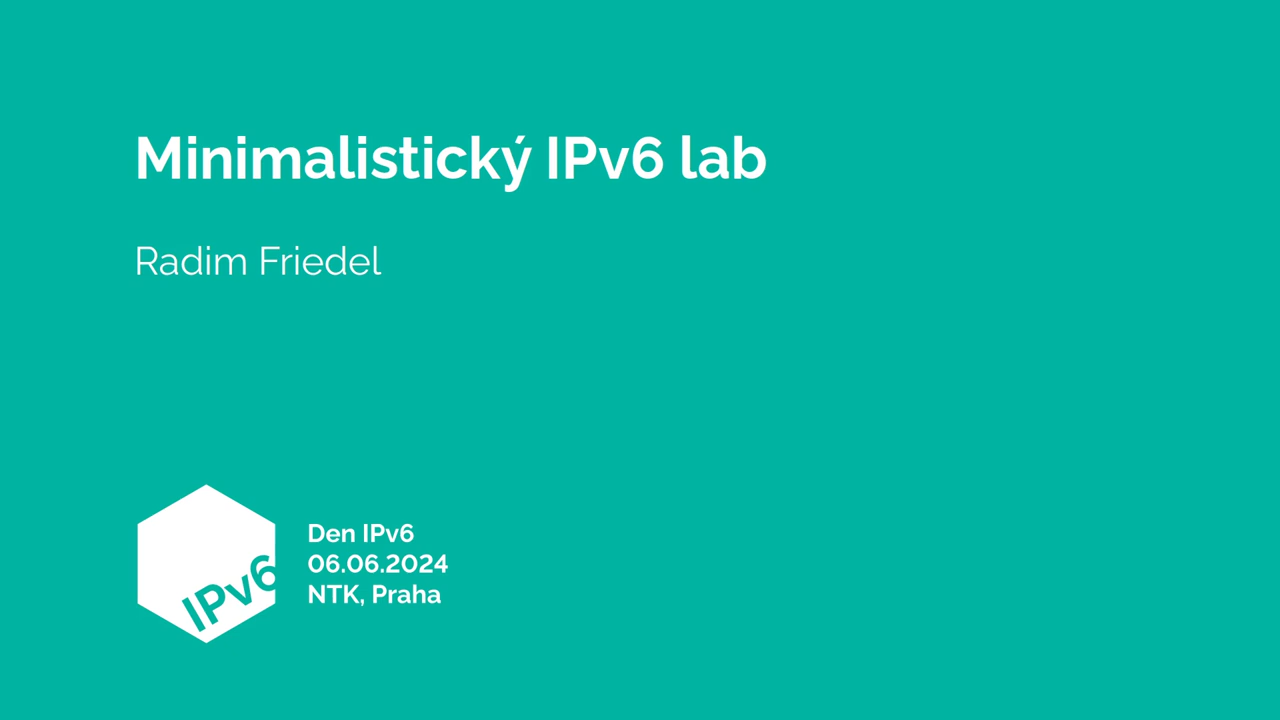 Minimalistický IPv6 lab
Radim Friedel
IPv6
Den IPv6
06.06.2024
NTK, Praha